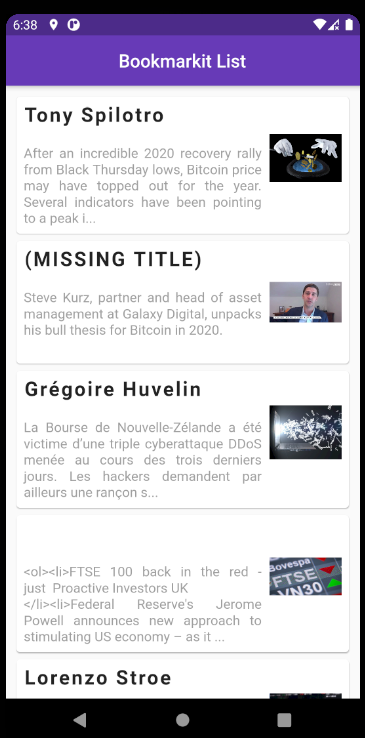 6:38
Bookmarkit List
Tony Spilotro
After an incredible 2020 recovery rally
from Black Thursday lows, Bitcoin price
may have topped out for the year.
Several indicators have been pointing
to a peak i...
(MISSING TITLE)
Steve Kurz, partner and head of asset
management at Galaxy Digital, unpacks
his bull thesis for Bitcoin in 2020.
Grégoire Huvelin
La Bourse de Nouvelle-Zélande a été
victime d'une triple cyberattaque DDoS
menée au cours des trois derniers
jours. Les hackers demandent par
ailleurs une rançon s...
<ol><li>FTSE 100 back in the red -
just Proactive Investors UK
</li><li>Federal Reserve's Jerome
Powell announces new approach to
stimulating US economy – as it ...
Bovespa
FTSE
VN30
Lorenzo Stroe